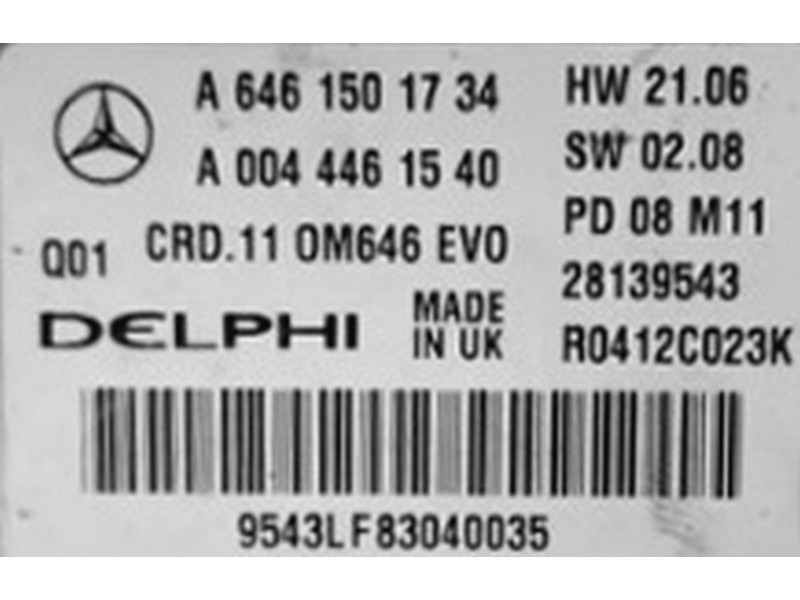 A 646 150 17 34
A 004 446 15 40
Q01 CRD.11 OM646 EVO
DELPHI
MADE
IN UK
HW 21.06
SW 02.08
PD 08 M11
28139543
R0412C023K
9543LF83040035